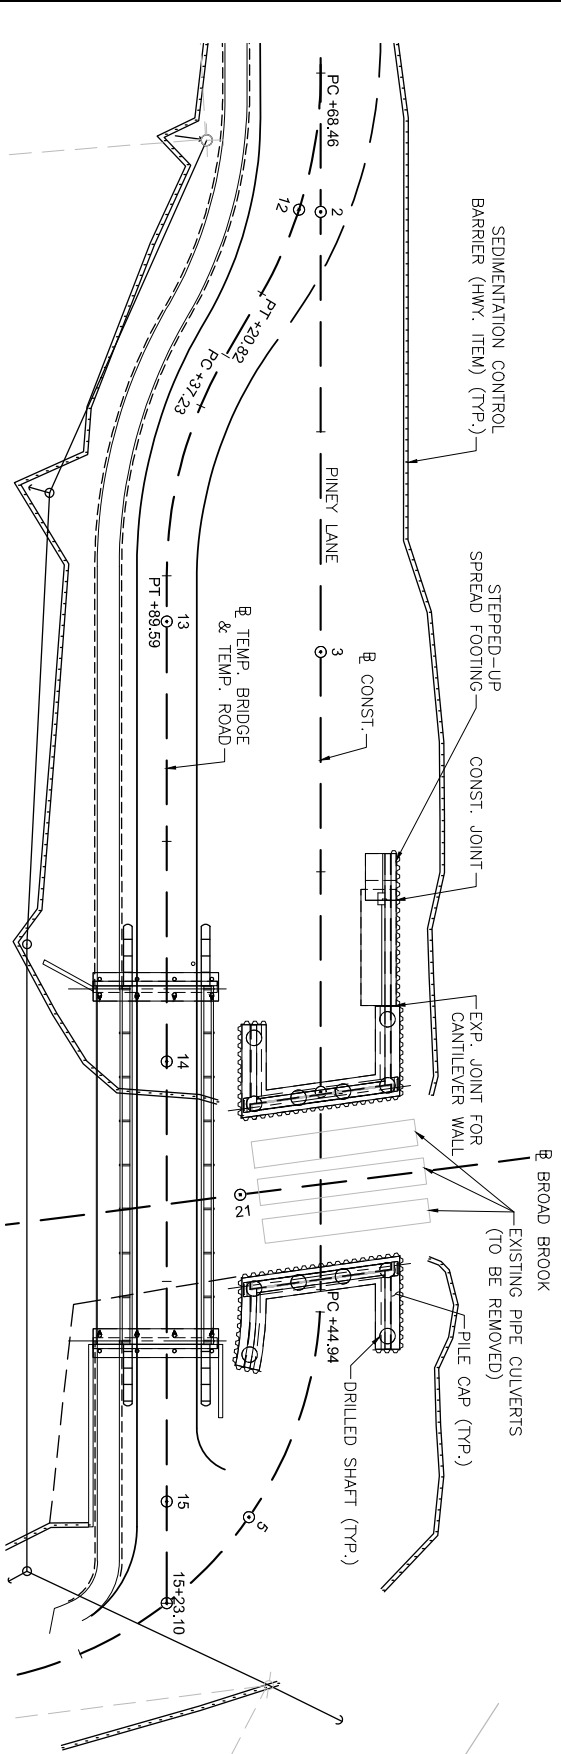 PC +68.46
2
12
SEDIMENTATION CONTROL
BARRIER (HWY. ITEM) (TYP.)
PT +20.82
PC +37.23
PINEY LANE
STEPPED-UP
SPREAD FOOTING
13
PT +89.59
℄ TEMP. BRIDGE
& TEMP. ROAD
3
℄ CONST.
CONST. JOINT
EXP. JOINT FOR
CANTILEVER WALL
14
℄ BROAD BROOK
21
EXISTING PIPE CULVERTS
(TO BE REMOVED)
PC +44.94
PILE CAP (TYP.)
DRILLED SHAFT (TYP.)
15
5
15+23.10